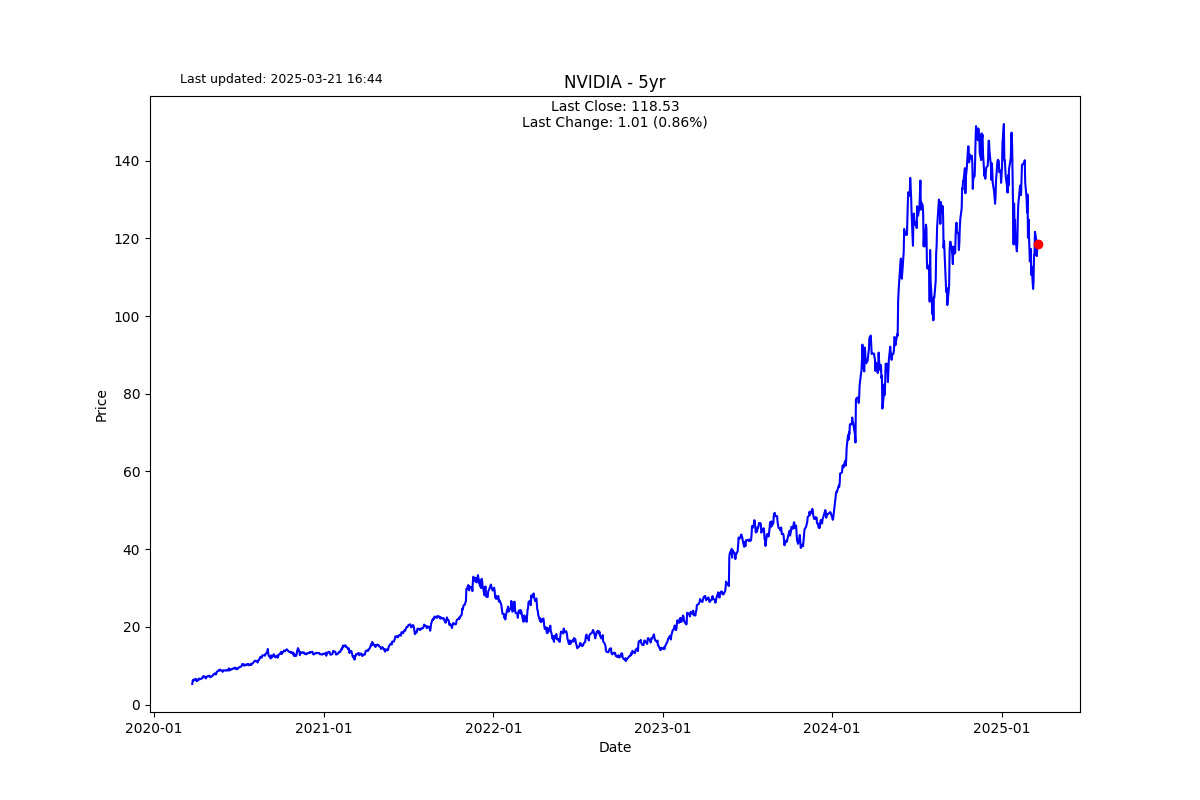 Last updated: 2025-03-21 16:44
NVIDIA - 5yr
Last Close: 118.53
Last Change: 1.01 (0.86%)
140
120
100
80
60
40
20
0
Price
2020-01
2021-01
2022-01
2023-01
2024-01
2025-01
Date